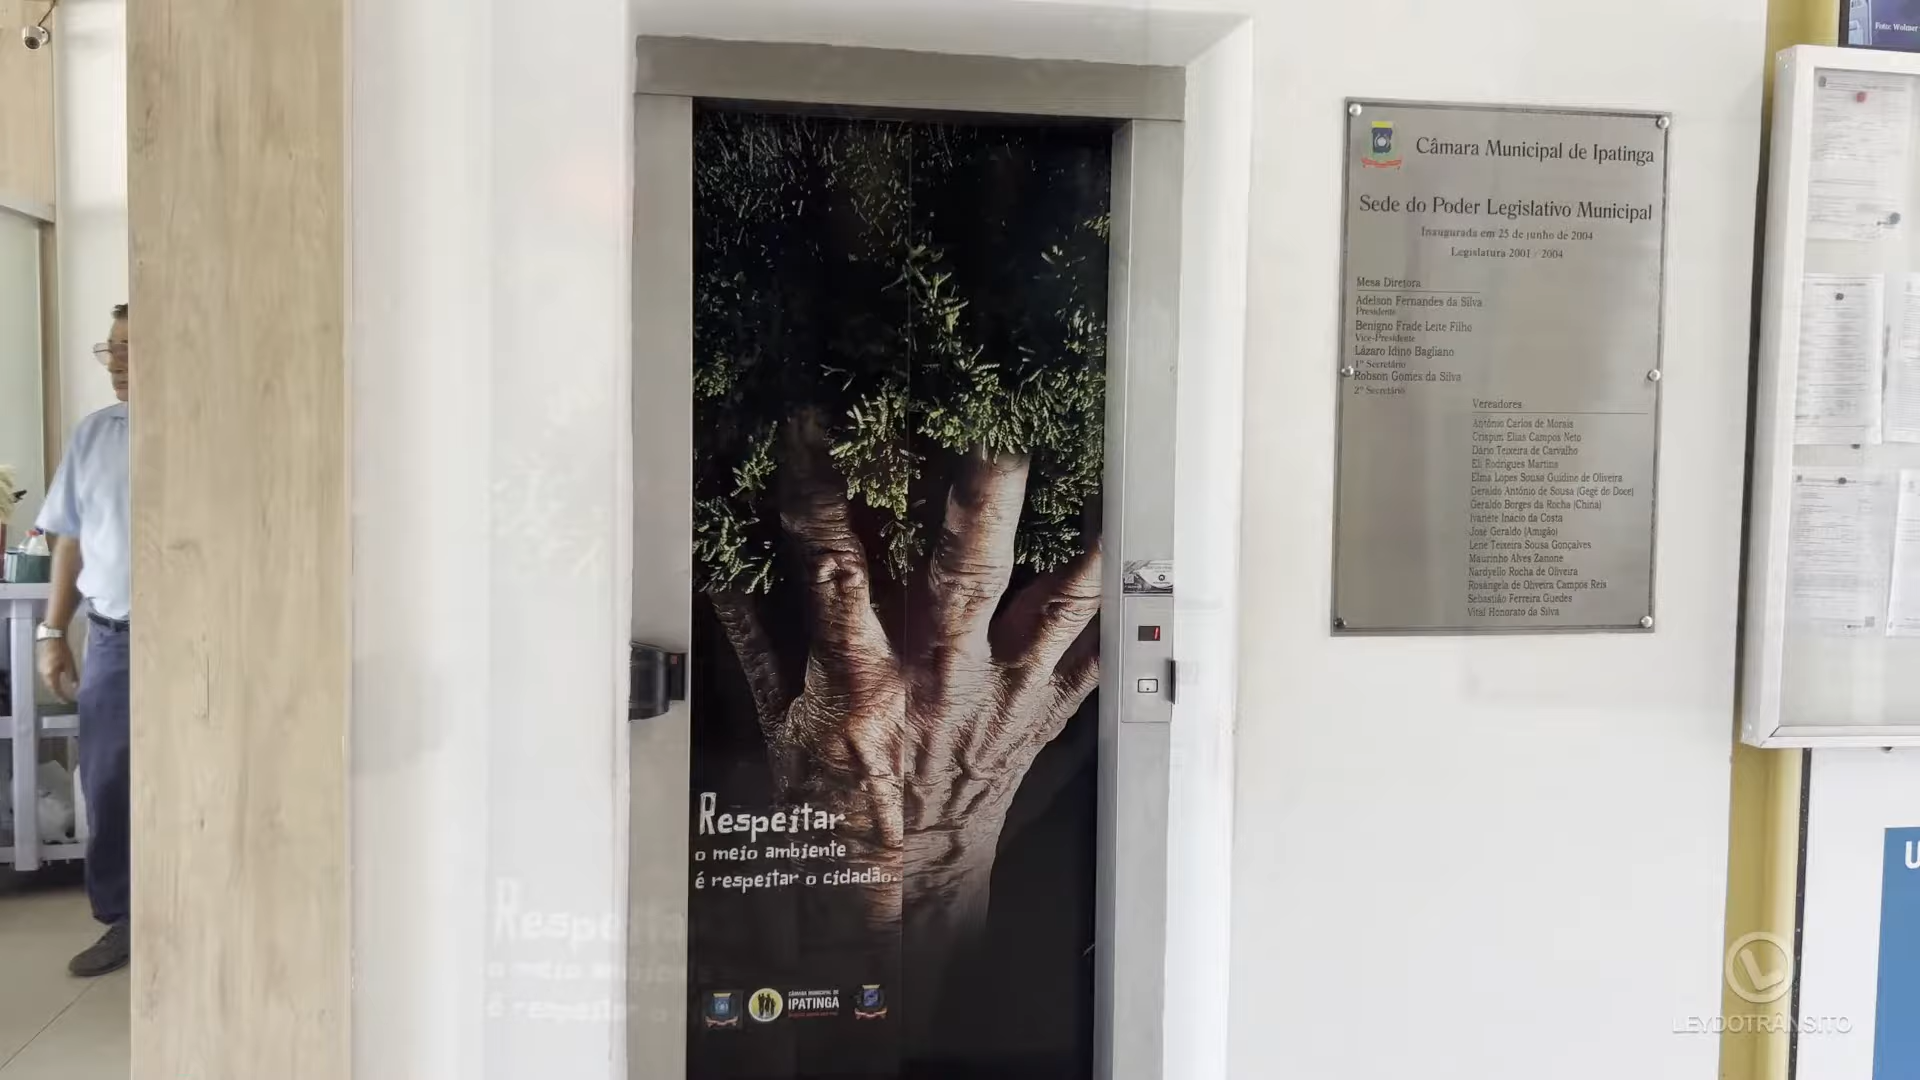 Respeitar
o meio ambiente
é respeitar o cidadão.
CÂMARA MUNICIPAL DE
IPATINGA
Câmara Municipal de Ipatinga
Sede do Poder Legislativo Municipal
Inaugurada em 25 de junho de 2004
Legislatura 2001 - 2004
Mesa Diretora
Adelson Fernandes da Silva
Presidente
Benigno Frade Leite Filho
Vice-Presidente
Lázaro Idino Bagliano
1º Secretário
Robson Gomes da Silva
2º Secretário
Vereadores
Antônio Carlos de Morais
Crispim Elias Campos Neto
Dário Teixeira de Carvalho
Eli Rodrigues Martins
Elma Lopes Sousa Guidine de Oliveira
Geraldo Antônio de Sousa (Gegê do Doce)
Geraldo Borges da Rocha (China)
Ivanete Inácio da Costa
José Geraldo (Amigão)
Lene Teixeira Sousa Gonçalves
Maurinho Alves Zanone
Nardyello Rocha de Oliveira
Rosângela de Oliveira Campos Reis
Sebastião Ferreira Guedes
Vital Honorato da Silva
Foto: Wolmer
LEYDOTRÂNSITO